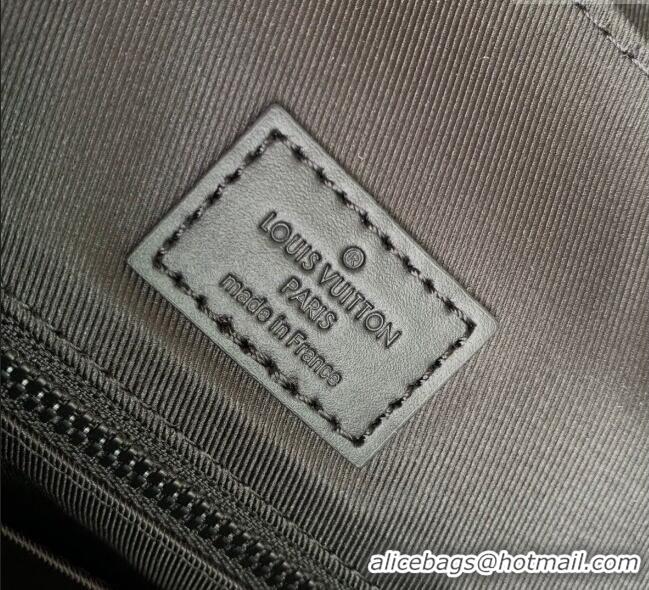 ®
LOUIS VUITTON
PARIS
made in France
alicebags@hotmail.com